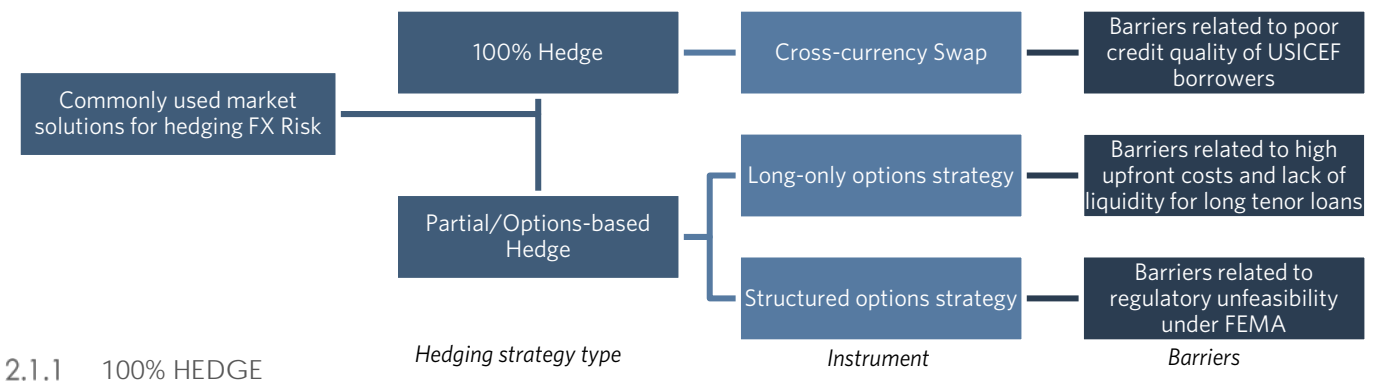 Commonly used market
solutions for hedging FX Risk
100% Hedge
Cross-currency Swap
Barriers related to poor
credit quality of USICEF
borrowers
Partial/Options-based
Hedge
Long-only options strategy
Barriers related to high
upfront costs and lack of
liquidity for long tenor loans
Structured options strategy
Barriers related to
regulatory unfeasibility
under FEMA
Hedging strategy type
Instrument
Barriers
2.1.1 100% HEDGE